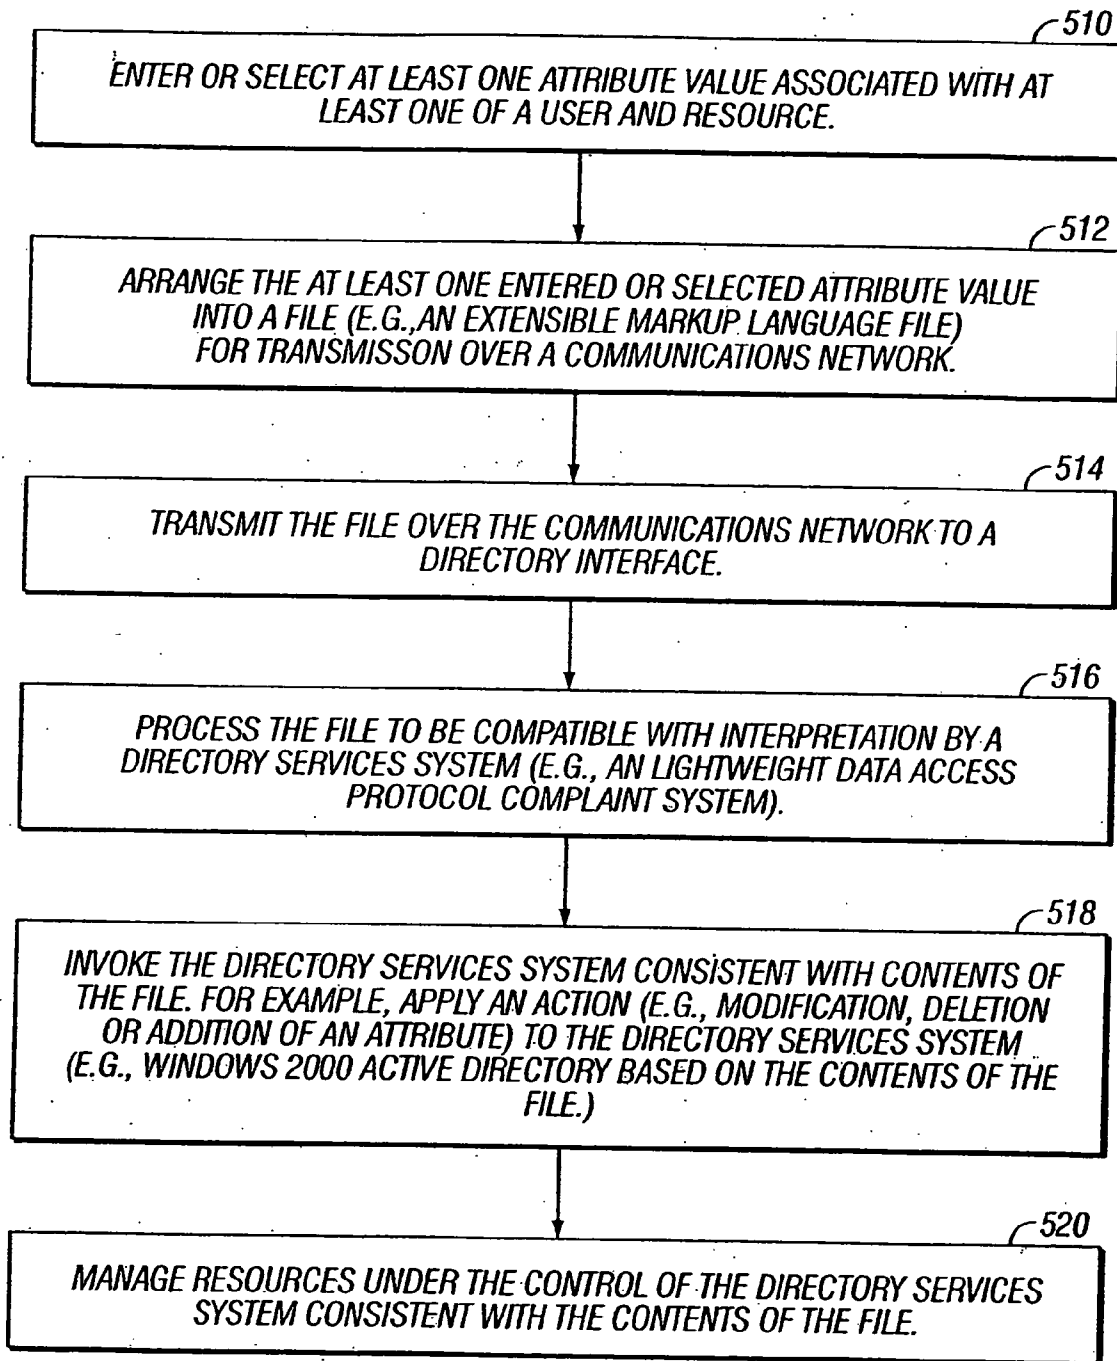 510
ENTER OR SELECT AT LEAST ONE ATTRIBUTE VALUE ASSOCIATED WITH AT
LEAST ONE OF A USER AND RESOURCE.
512
ARRANGE THE AT LEAST ONE ENTERED OR SELECTED ATTRIBUTE VALUE
INTO A FILE (E.G.,AN EXTENSIBLE MARKUP LANGUAGE FILE)
FOR TRANSMISSON OVER A COMMUNICATIONS NETWORK.
514
TRANSMIT THE FILE OVER THE COMMUNICATIONS NETWORK TO A
DIRECTORY INTERFACE.
516
PROCESS THE FILE TO BE COMPATIBLE WITH INTERPRETATION BY A
DIRECTORY SERVICES SYSTEM (E.G., AN LIGHTWEIGHT DATA ACCESS
PROTOCOL COMPLAINT SYSTEM).
518
INVOKE THE DIRECTORY SERVICES SYSTEM CONSISTENT WITH CONTENTS OF
THE FILE. FOR EXAMPLE, APPLY AN ACTION (E.G., MODIFICATION, DELETION
OR ADDITION OF AN ATTRIBUTE) TO THE DIRECTORY SERVICES SYSTEM
(E.G., WINDOWS 2000 ACTIVE DIRECTORY BASED ON THE CONTENTS OF THE
FILE.)
520
MANAGE RESOURCES UNDER THE CONTROL OF THE DIRECTORY SERVICES
SYSTEM CONSISTENT WITH THE CONTENTS OF THE FILE.